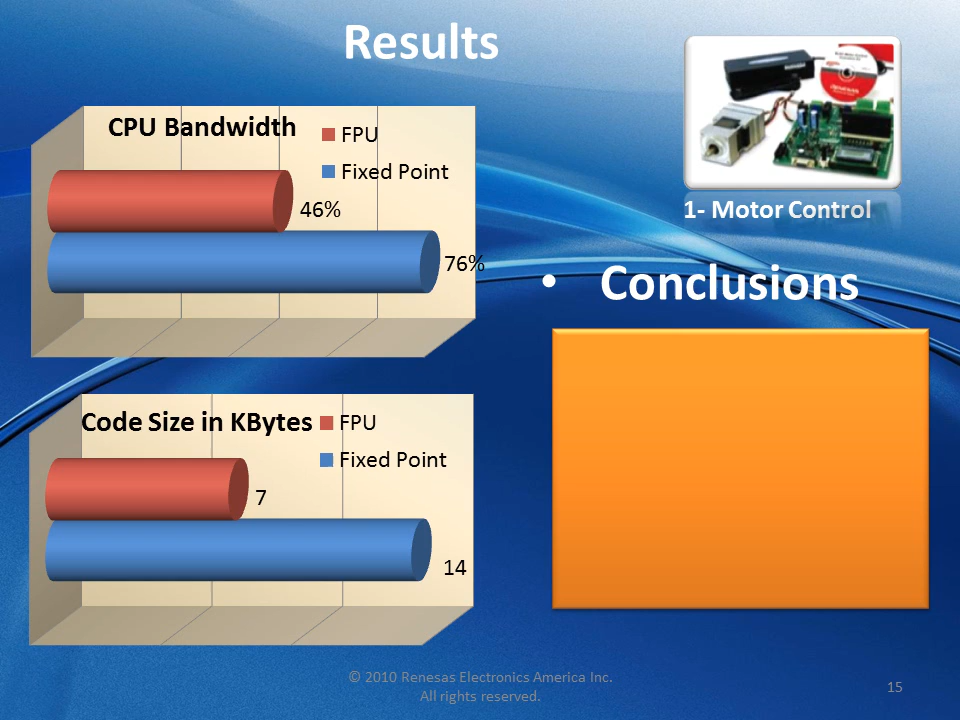 Results
CPU Bandwidth
FPU
Fixed Point
46%
76%
Code Size in KBytes
FPU
Fixed Point
7
14
1- Motor Control
• Conclusions
© 2010 Renesas Electronics America Inc.
All rights reserved.
15